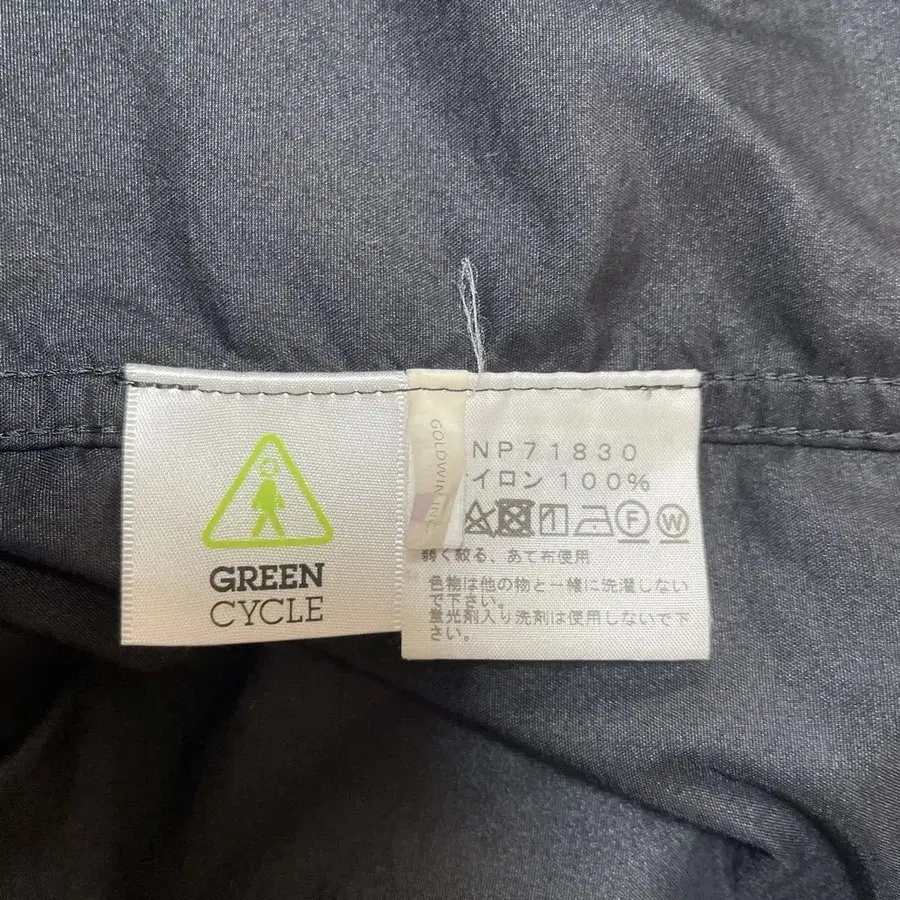 GREEN
CYCLE
GOLDWIN INC.
NP71830
イロン 100%
F W
弱く絞る、あて布使用
色物は他の物と一緒に洗濯しない
で下さい。
蛍光剤入り洗剤は使用しないで下
さい。